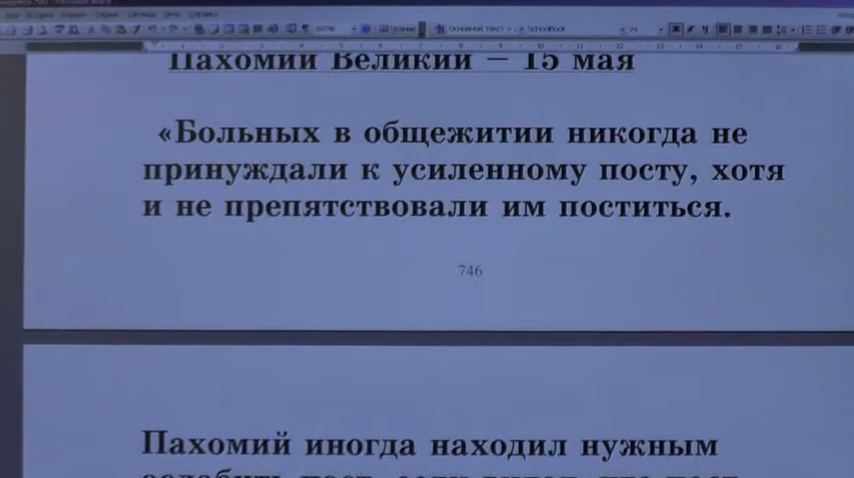 Пахомий Великий – 15 мая
«Больных в общежитии никогда не
принуждали к усиленному посту, хотя
и не препятствовали им поститься.
746
Пахомий иногда находил нужным